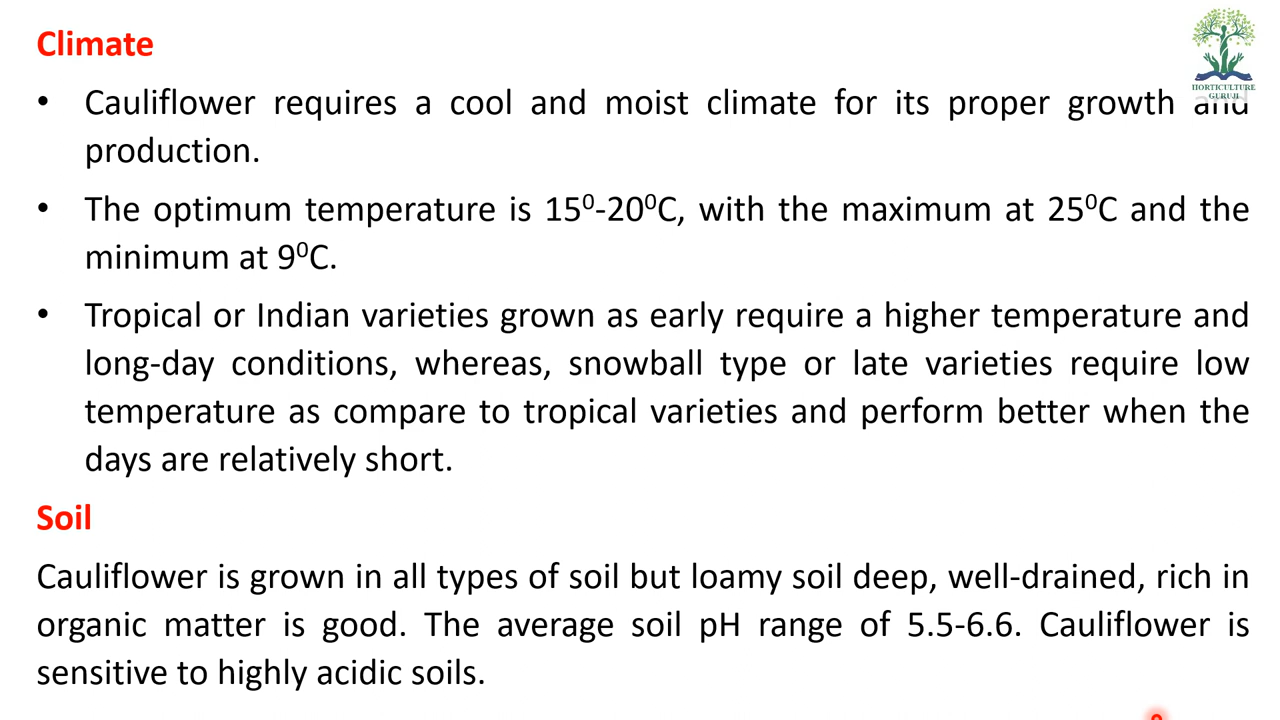 Climate
HORTICULTURE
GURUJI
• Cauliflower requires a cool and moist climate for its proper growth and
production.
• The optimum temperature is 15⁰-20⁰C, with the maximum at 25⁰C and the
minimum at 9⁰C.
• Tropical or Indian varieties grown as early require a higher temperature and
long-day conditions, whereas, snowball type or late varieties require low
temperature as compare to tropical varieties and perform better when the
days are relatively short.
Soil
Cauliflower is grown in all types of soil but loamy soil deep, well-drained, rich in
organic matter is good. The average soil pH range of 5.5-6.6. Cauliflower is
sensitive to highly acidic soils.